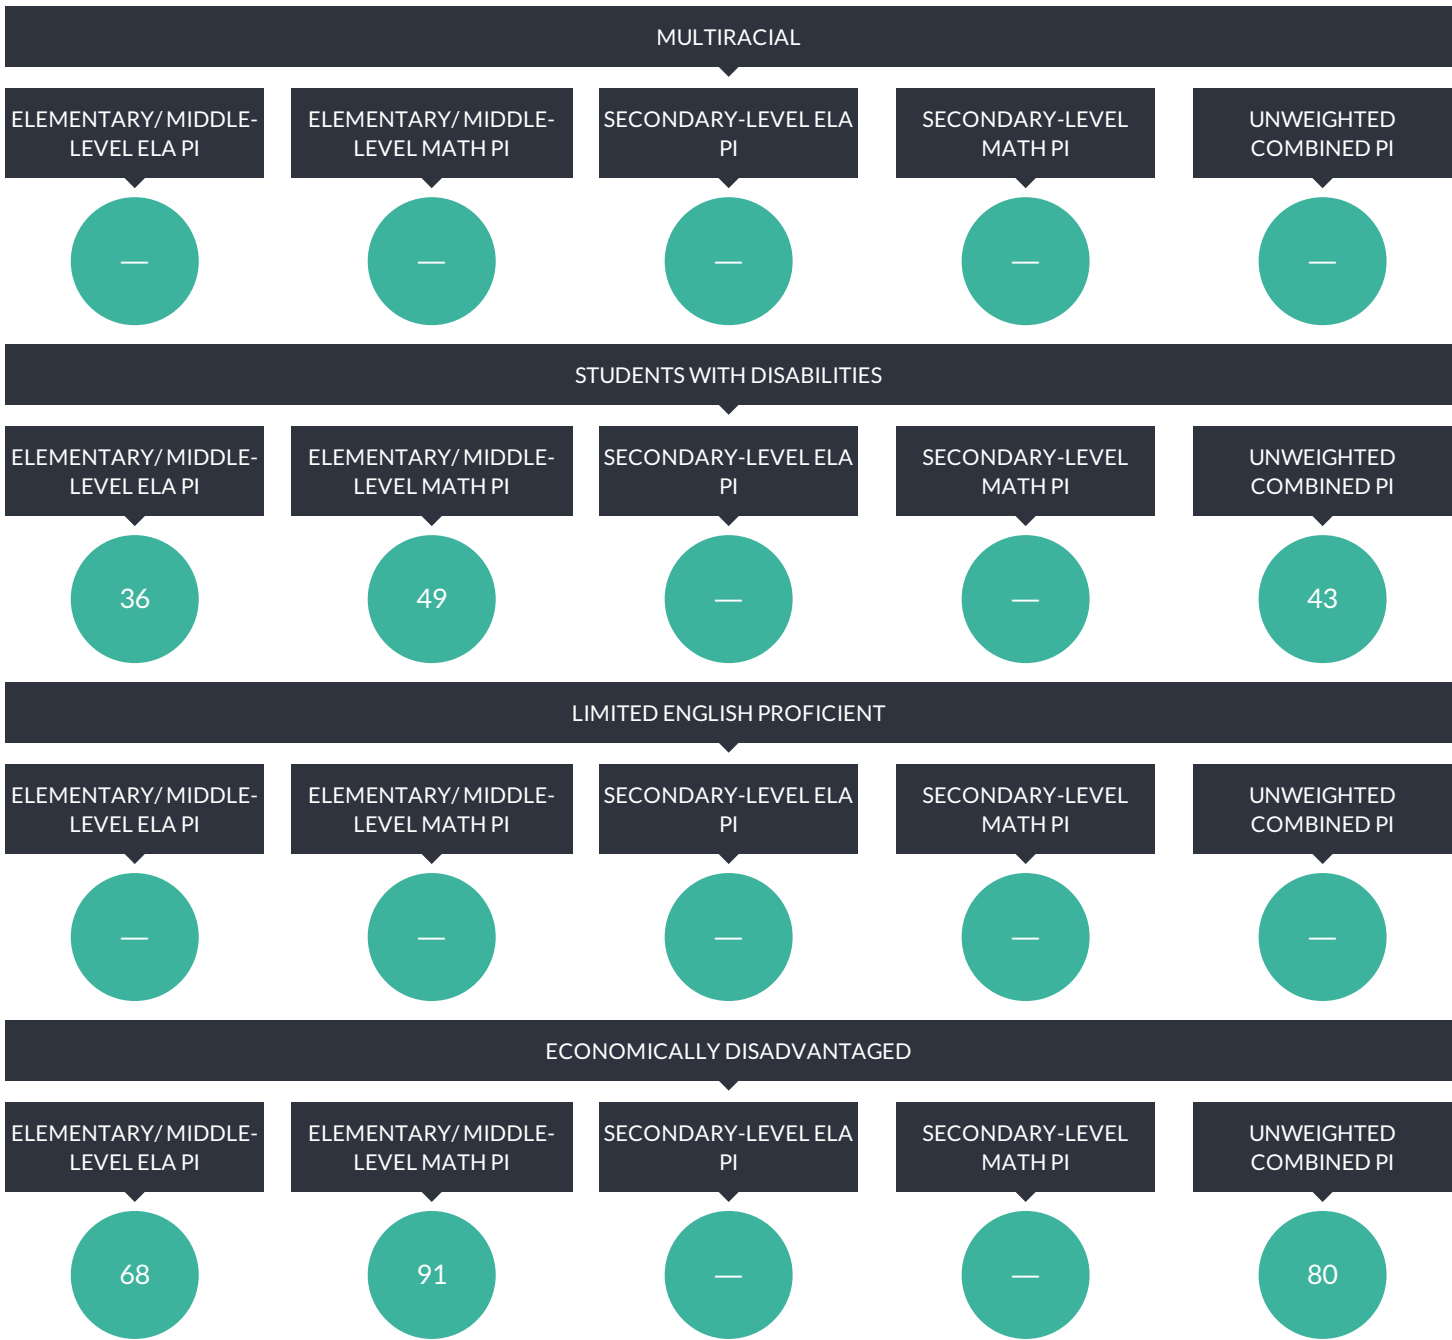 MULTIRACIAL
ELEMENTARY/ MIDDLE-
LEVEL ELA PI
ELEMENTARY/ MIDDLE-
LEVEL MATH PI
SECONDARY-LEVEL ELA
PI
SECONDARY-LEVEL
MATH PI
UNWEIGHTED
COMBINED PI
—
—
—
—
—
STUDENTS WITH DISABILITIES
ELEMENTARY/ MIDDLE-
LEVEL ELA PI
ELEMENTARY/ MIDDLE-
LEVEL MATH PI
SECONDARY-LEVEL ELA
PI
SECONDARY-LEVEL
MATH PI
UNWEIGHTED
COMBINED PI
36
49
—
—
43
LIMITED ENGLISH PROFICIENT
ELEMENTARY/ MIDDLE-
LEVEL ELA PI
ELEMENTARY/ MIDDLE-
LEVEL MATH PI
SECONDARY-LEVEL ELA
PI
SECONDARY-LEVEL
MATH PI
UNWEIGHTED
COMBINED PI
—
—
—
—
—
ECONOMICALLY DISADVANTAGED
ELEMENTARY/ MIDDLE-
LEVEL ELA PI
ELEMENTARY/ MIDDLE-
LEVEL MATH PI
SECONDARY-LEVEL ELA
PI
SECONDARY-LEVEL
MATH PI
UNWEIGHTED
COMBINED PI
68
91
—
—
80